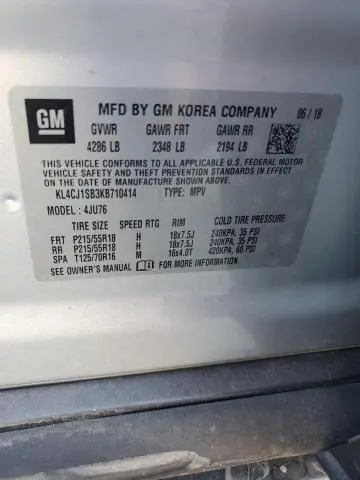 GM MFD BY GM KOREA COMPANY 06/18
GVWR GAWR FRT GAWR RR
4286 LB 2348 LB 2194 LB
THIS VEHICLE CONFORMS TO ALL APPLICABLE U.S. FEDERAL MOTOR
VEHICLE SAFETY AND THEFT PREVENTION STANDARDS IN EFFECT ON
THE DATE OF MANUFACTURE SHOWN ABOVE.
KL4CJ1SB3KB710414 TYPE: MPV
MODEL: 4JU76
TIRE SIZE SPEED RTG RIM COLD TIRE PRESSURE
FRT P215/55R18 H 18x7.5J 240KPA, 35 PSI
RR P215/55R18 H 18x7.5J 240KPA, 35 PSI
SPA T125/70R16 M 16x4.0T 420KPA, 60 PSI
SEE OWNER'S MANUAL FOR MORE INFORMATION